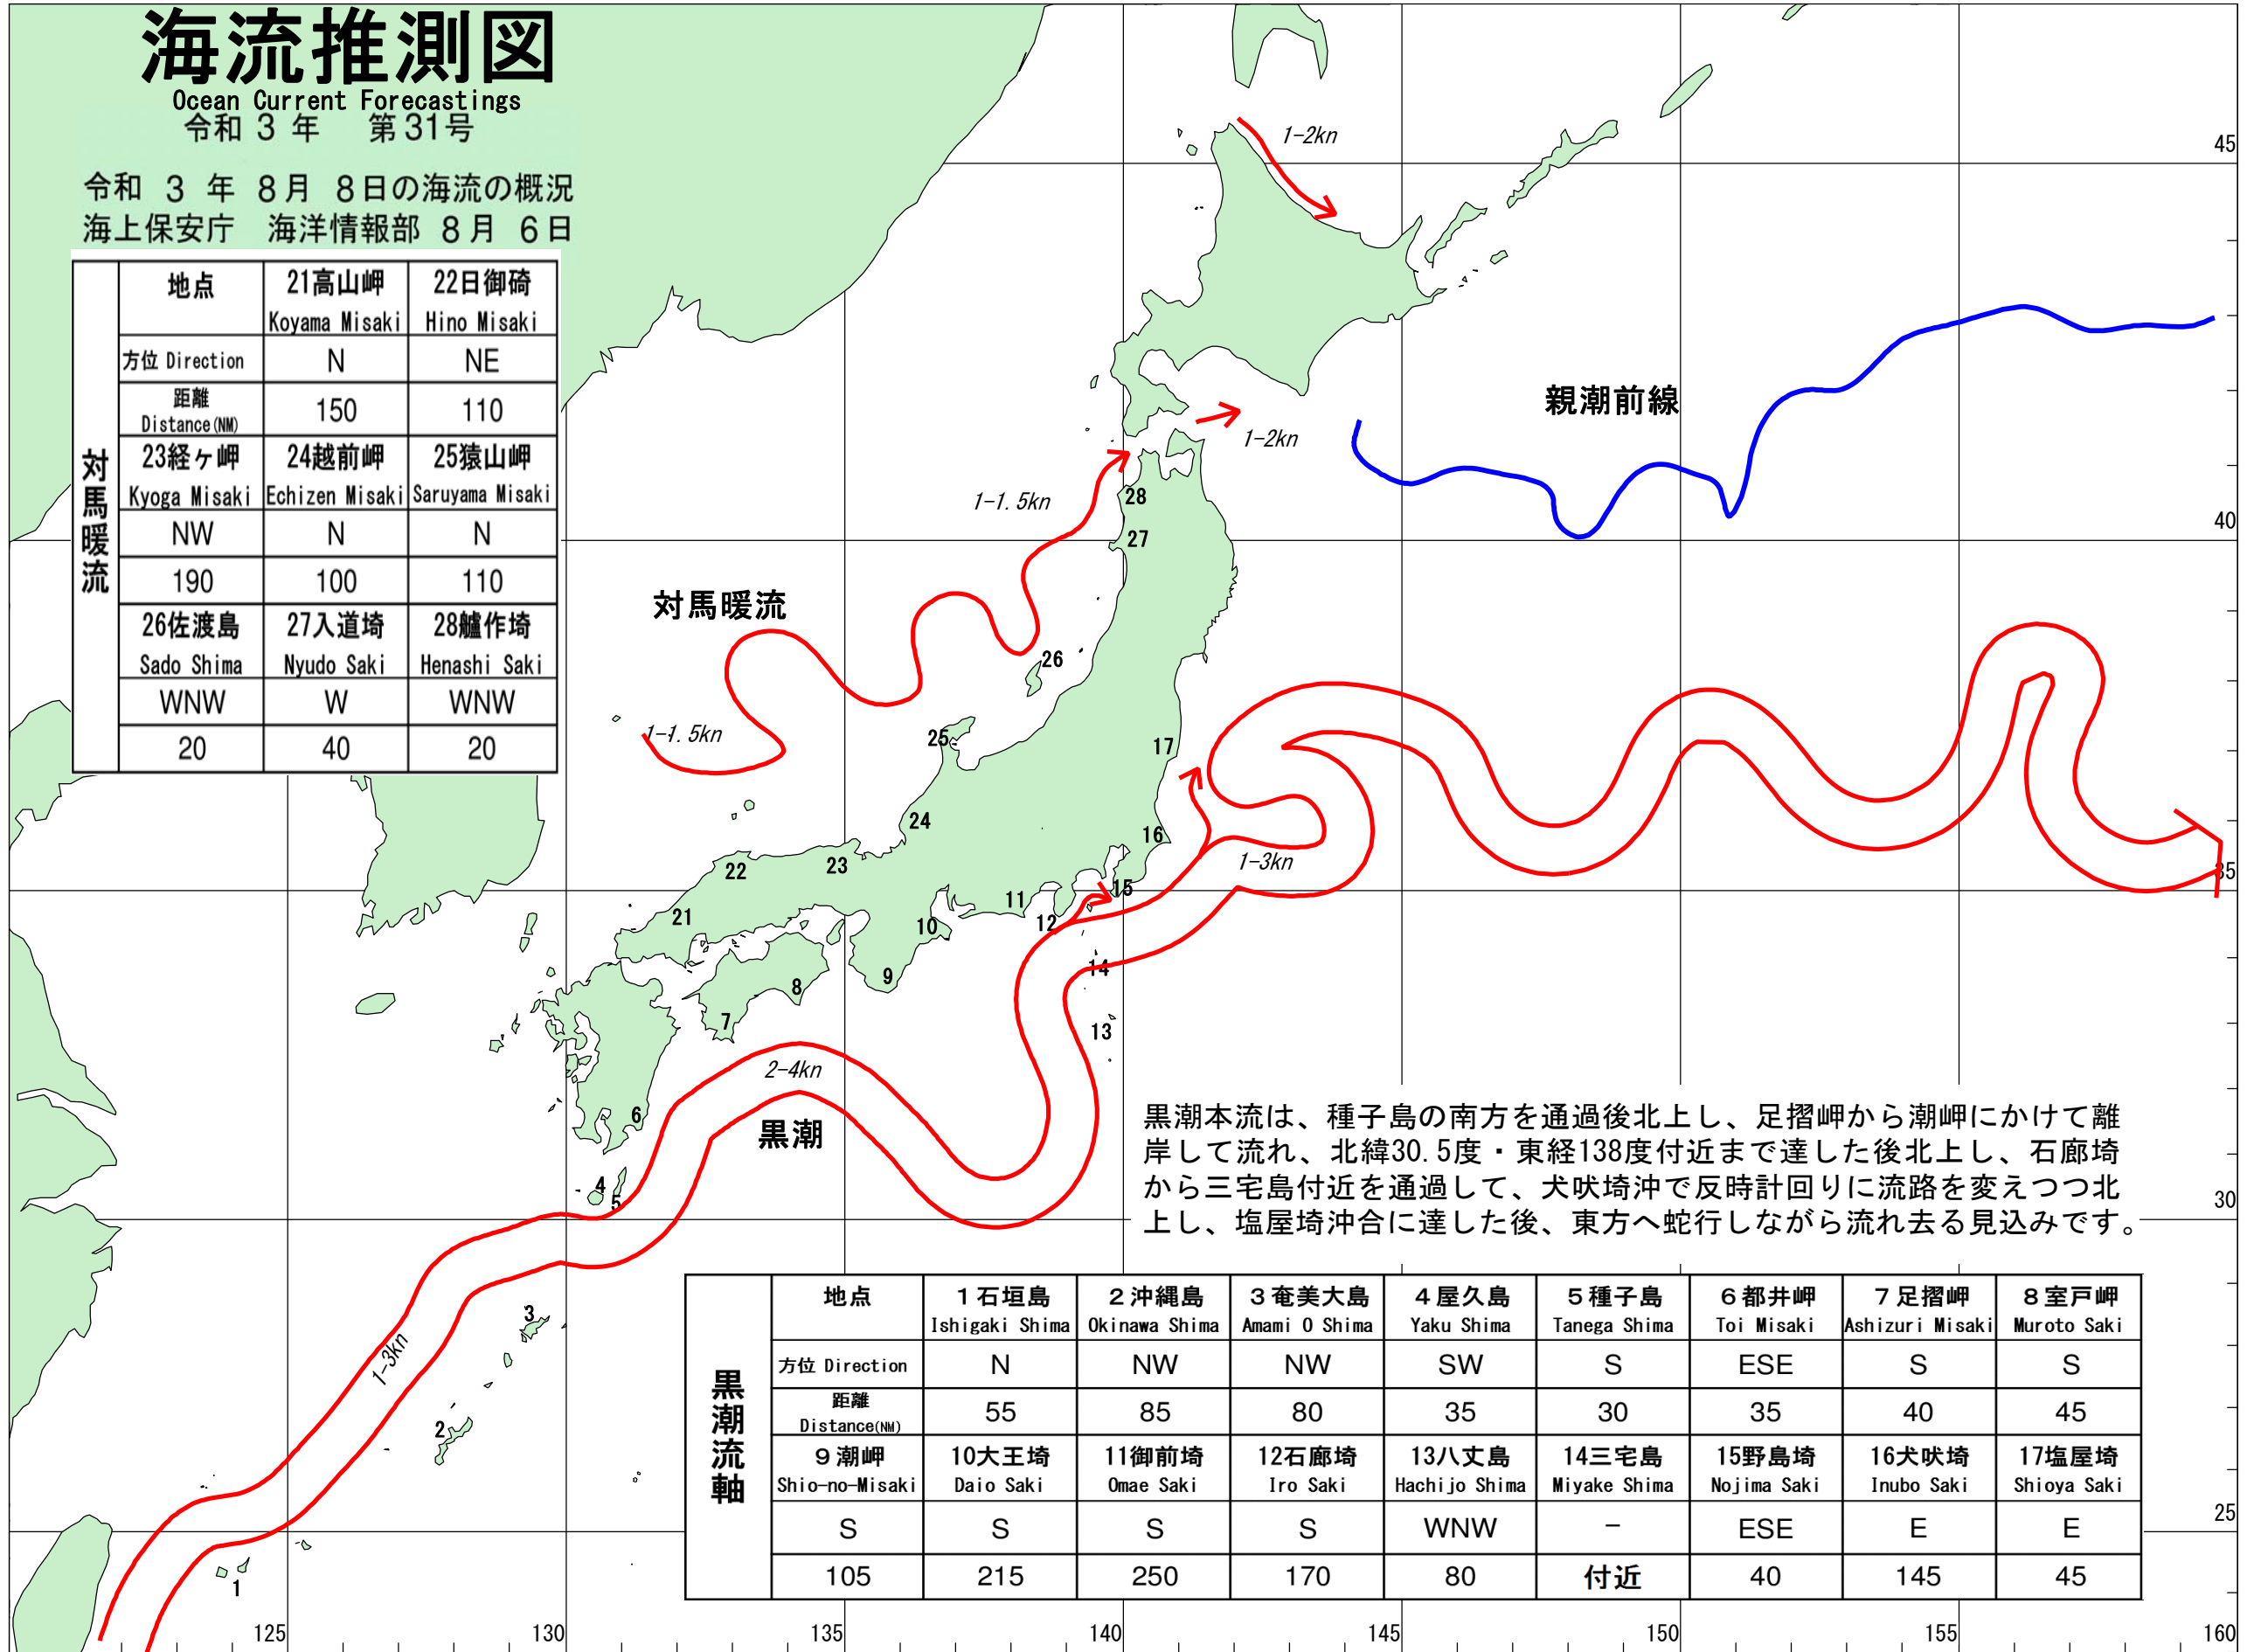 海流推測図
Ocean Current Forecastings
令和 3 年 第31号
令和 3 年 8月 8日の海流の概況
海上保安庁 海洋情報部 8月 6日
対馬暖流
地点 21高山岬 22日御碕
Koyama Misaki Hino Misaki
方位 Direction N NE
距離 Distance(NM) 150 110
23経ヶ岬 24越前岬 25猿山岬
Kyoga Misaki Echizen Misaki Saruyama Misaki
NW N N
190 100 110
26佐渡島 27入道埼 28艫作埼
Sado Shima Nyudo Saki Henashi Saki
WNW W WNW
20 40 20
1-2kn
45
親潮前線
1-2kn
1-1.5kn
28
40
27
対馬暖流
26
1-1.5kn
25
17
24
16
23
22
1-3kn
35
15
11
21
10
12
14
9
8
7
13
2-4kn
6
黒潮
4
5
30
3
1-3kn
2
25
1
黒潮本流は、種子島の南方を通過後北上し、足摺岬から潮岬にかけて離
岸して流れ、北緯30.5度・東経138度付近まで達した後北上し、石廊埼
から三宅島付近を通過して、犬吠埼沖で反時計回りに流路を変えつつ北
上し、塩屋埼沖合に達した後、東方へ蛇行しながら流れ去る見込みです。
黒潮流軸
地点 1石垣島 2沖縄島 3奄美大島 4屋久島 5種子島 6都井岬 7足摺岬 8室戸岬
Ishigaki Shima Okinawa Shima Amami O Shima Yaku Shima Tanega Shima Toi Misaki Ashizuri Misaki Muroto Saki
方位 Direction N NW NW SW S ESE S S
距離 Distance(NM) 55 85 80 35 30 35 40 45
9潮岬 10大王埼 11御前埼 12石廊埼 13八丈島 14三宅島 15野島埼 16犬吠埼 17塩屋埼
Shio-no-Misaki Daio Saki Omae Saki Iro Saki Hachijo Shima Miyake Shima Nojima Saki Inubo Saki Shioya Saki
S S S S WNW － ESE E E
105 215 250 170 80 付近 40 145 45
125 130 135 140 145 150 155 160